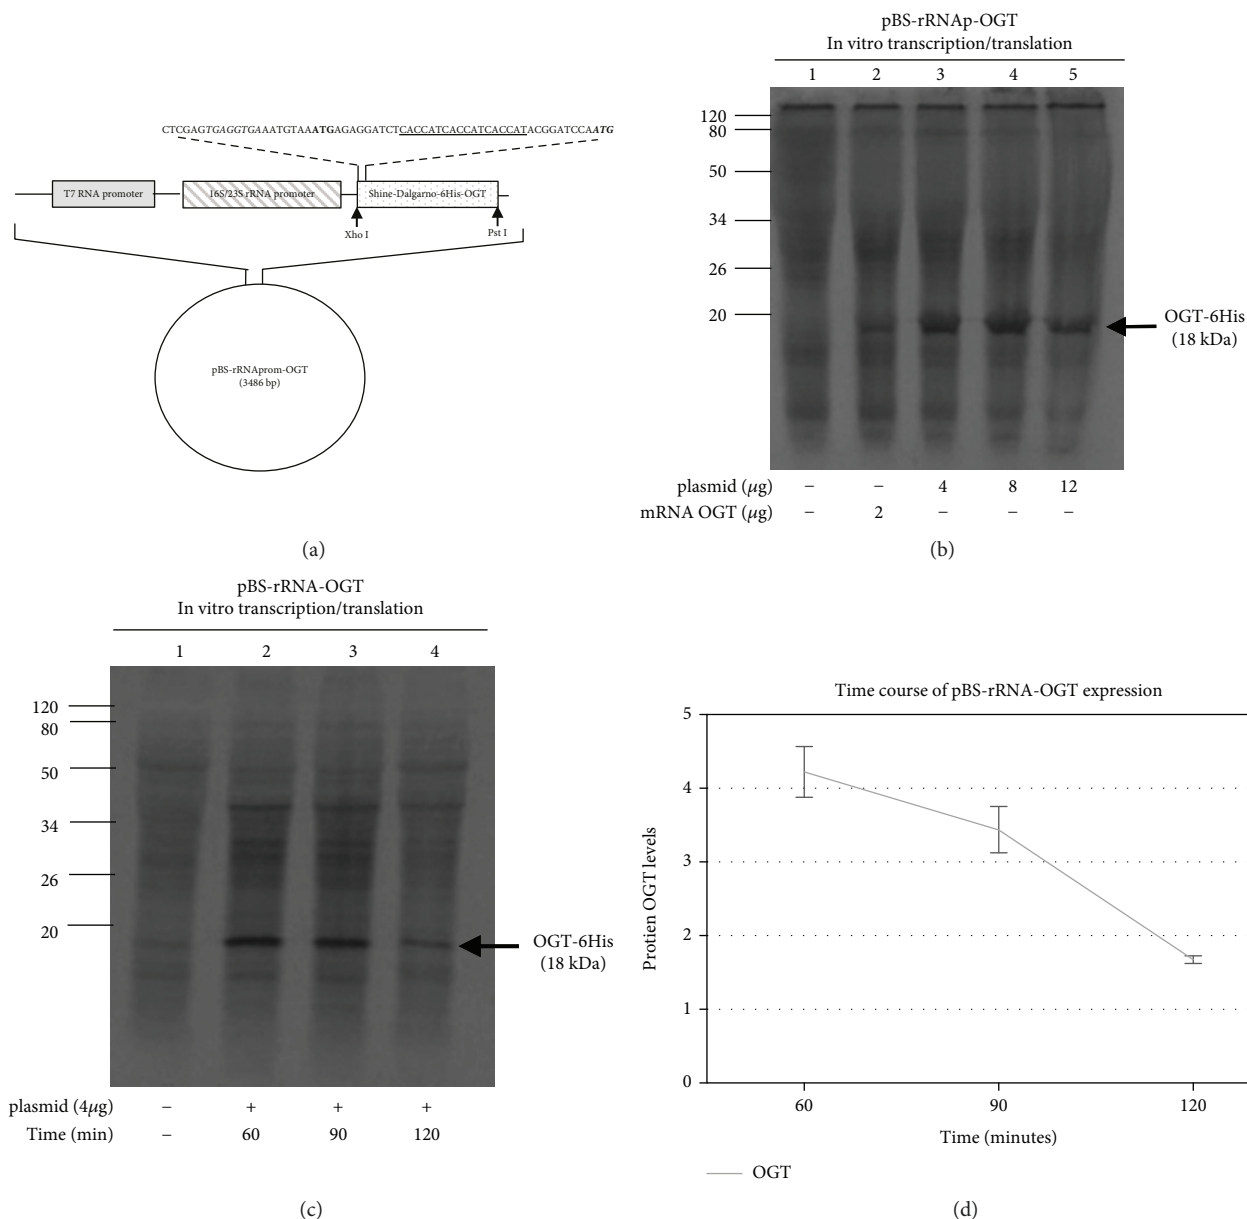 CTCGAGTGAGGTGAAATGTAAATGAGAGGATCTCACCATCACCATCACCATACGGATCCAATG
T7 RNA promoter
16S/23S rRNA promoter
Shine-Dalgarno-6His-OGT
Xho I
Pst I
pBS-rRNAprom-OGT
(3486 bp)
(a)
pBS-rRNAp-OGT
In vitro transcription/translation
1 2 3 4 5
120
80
50
34
26
20
OGT-6His
(18 kDa)
plasmid (μg) − − 4 8 12
mRNA OGT (μg) − 2 − − −
(b)
pBS-rRNA-OGT
In vitro transcription/translation
1 2 3 4
120
80
50
34
26
20
OGT-6His
(18 kDa)
plasmid (4μg) − + + +
Time (min) − 60 90 120
(c)
Time course of pBS-rRNA-OGT expression
Protien OGT levels
5
4
3
2
1
0
60 90 120
Time (minutes)
OGT
(d)